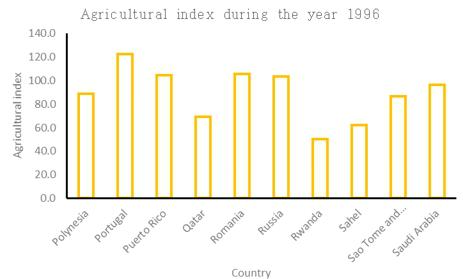 Agricultural index during the year 1996
140.0
120.0
100.0
80.0
60.0
40.0
20.0
0.0
Agricultural index
Polynesia
Portugal
Puerto Rico
Qatar
Romania
Russia
Rwanda
Sahel
Sao Tome and...
Saudi Arabia
Country